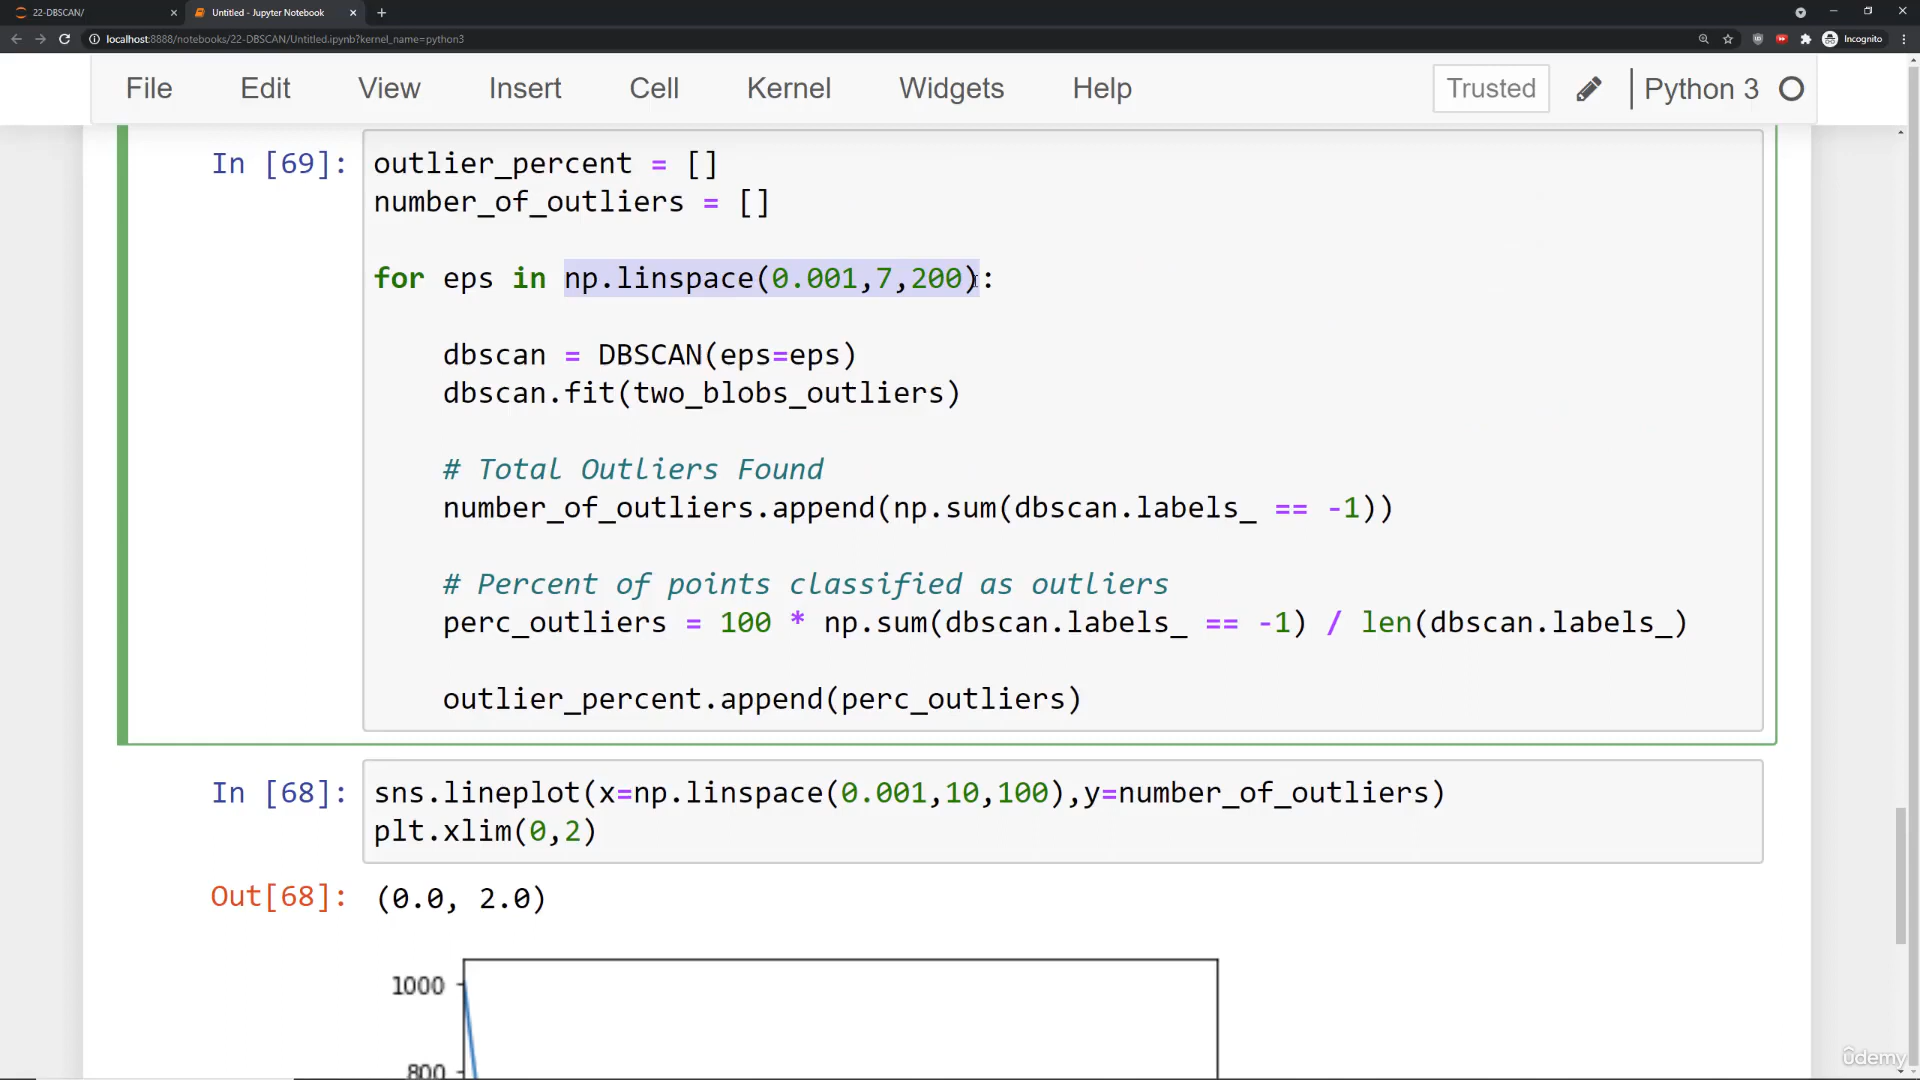 22-DBSCAN/
Untitled - Jupyter Notebook
localhost:8888/notebooks/22-DBSCAN/Untitled.ipynb?kernel_name=python3
Incognito
File Edit View Insert Cell Kernel Widgets Help
Trusted
Python 3
In [69]:
outlier_percent = []
number_of_outliers = []
for eps in np.linspace(0.001,7,200):
dbscan = DBSCAN(eps=eps)
dbscan.fit(two_blobs_outliers)
# Total Outliers Found
number_of_outliers.append(np.sum(dbscan.labels_ == -1))
# Percent of points classified as outliers
perc_outliers = 100 * np.sum(dbscan.labels_ == -1) / len(dbscan.labels_)
outlier_percent.append(perc_outliers)
In [68]:
sns.lineplot(x=np.linspace(0.001,10,100),y=number_of_outliers)
plt.xlim(0,2)
Out[68]: (0.0, 2.0)
1000
800
ûdemy